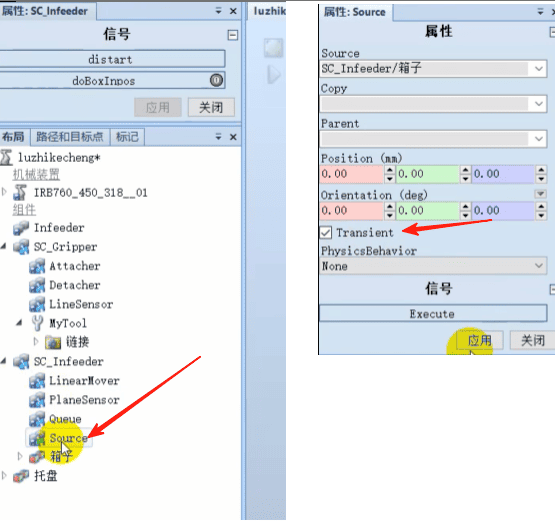 属性: SC_Infeeder
信号
distart
doBoxInpos
应用
关闭
布局
路径和目标点
标记
luzhikecheng*
机械装置
IRB760_450_318__01
组件
Infeeder
SC_Gripper
Attacher
Detacher
LineSensor
MyTool
链接
SC_Infeeder
LinearMover
PlaneSensor
Queue
Source
箱子
托盘
luzhik
属性: Source
属性
Source
SC_Infeeder/箱子
Copy
Parent
Position (mm)
0.00 0.00 0.00
Orientation (deg)
0.00 0.00 0.00
Transient
PhysicsBehavior
None
信号
Execute
应用
关闭